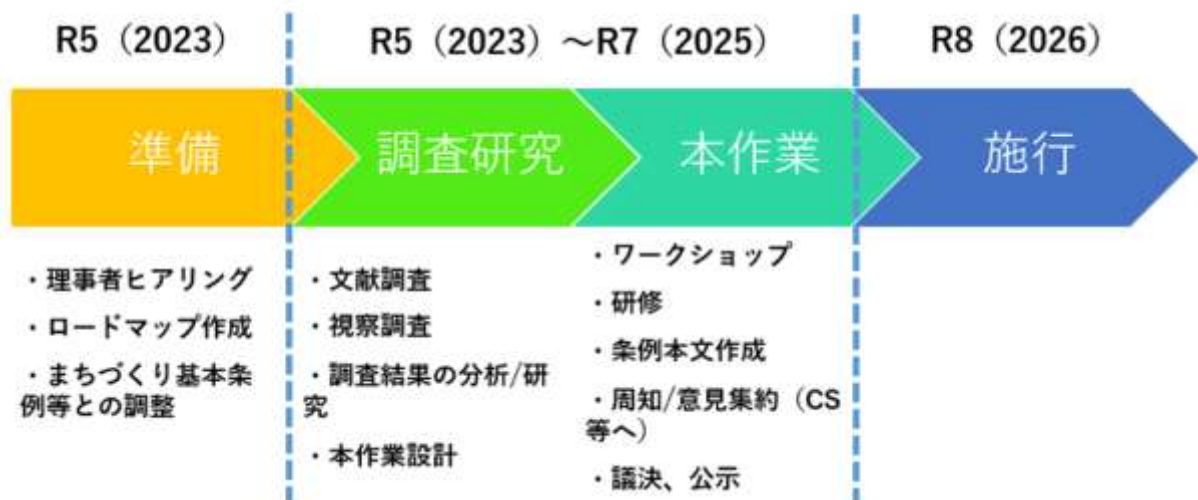 R5（2023）
R5（2023）～R7（2025）
R8（2026）
準備
調査研究
本作業
施行
・理事者ヒアリング
・ロードマップ作成
・まちづくり基本条
例等との調整
・文献調査
・視察調査
・調査結果の分析/研
究
・本作業設計
・ワークショップ
・研修
・条例本文作成
・周知/意見集約（CS
等へ）
・議決、公示